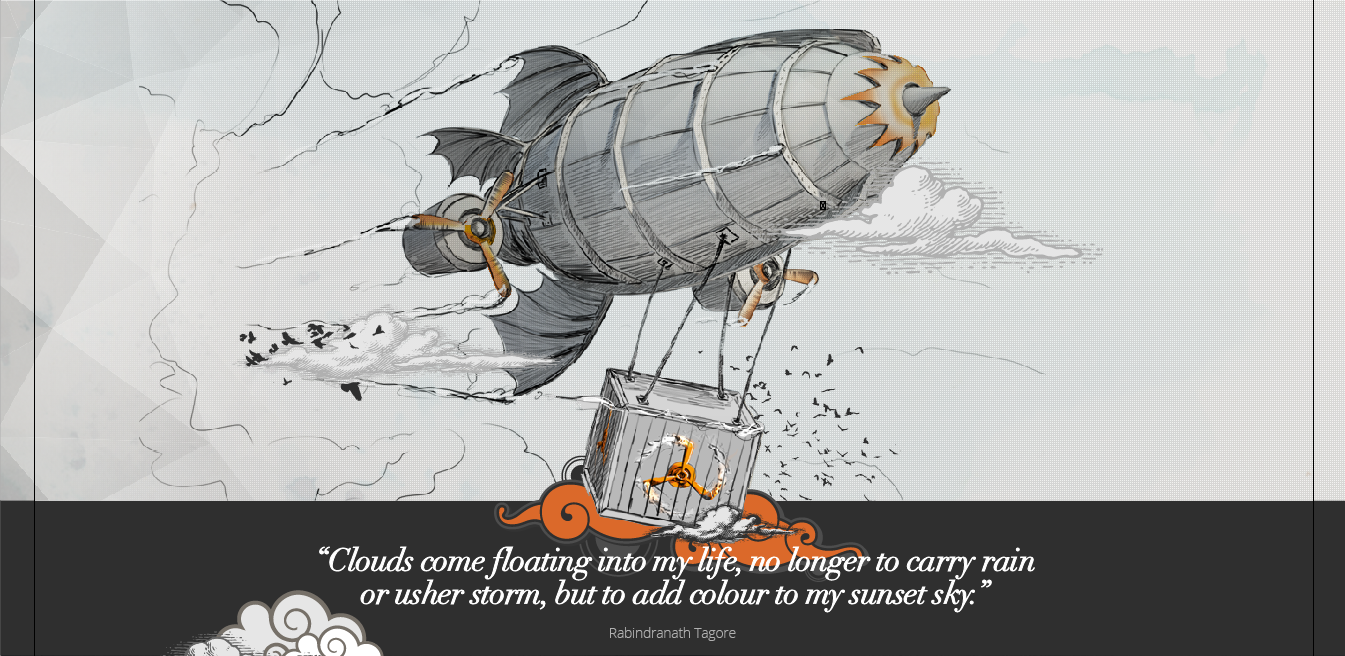 “Clouds come floating into my life, no longer to carry rain
or usher storm, but to add colour to my sunset sky.”
Rabindranath Tagore